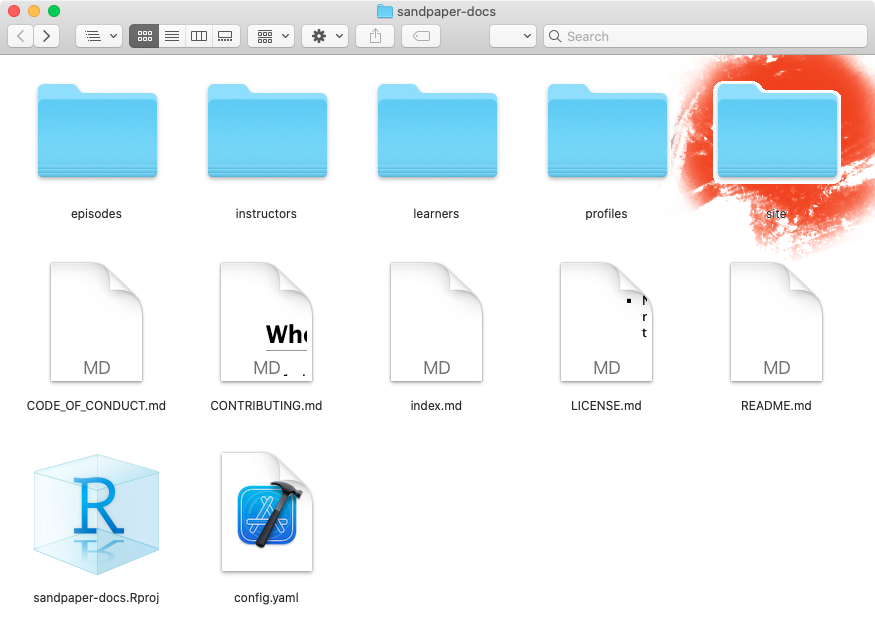 sandpaper-docs
Search
episodes
instructors
learners
profiles
site
MD
Whe
MD
MD
r
t
MD
MD
CODE_OF_CONDUCT.md
CONTRIBUTING.md
index.md
LICENSE.md
README.md
R
sandpaper-docs.Rproj
config.yaml